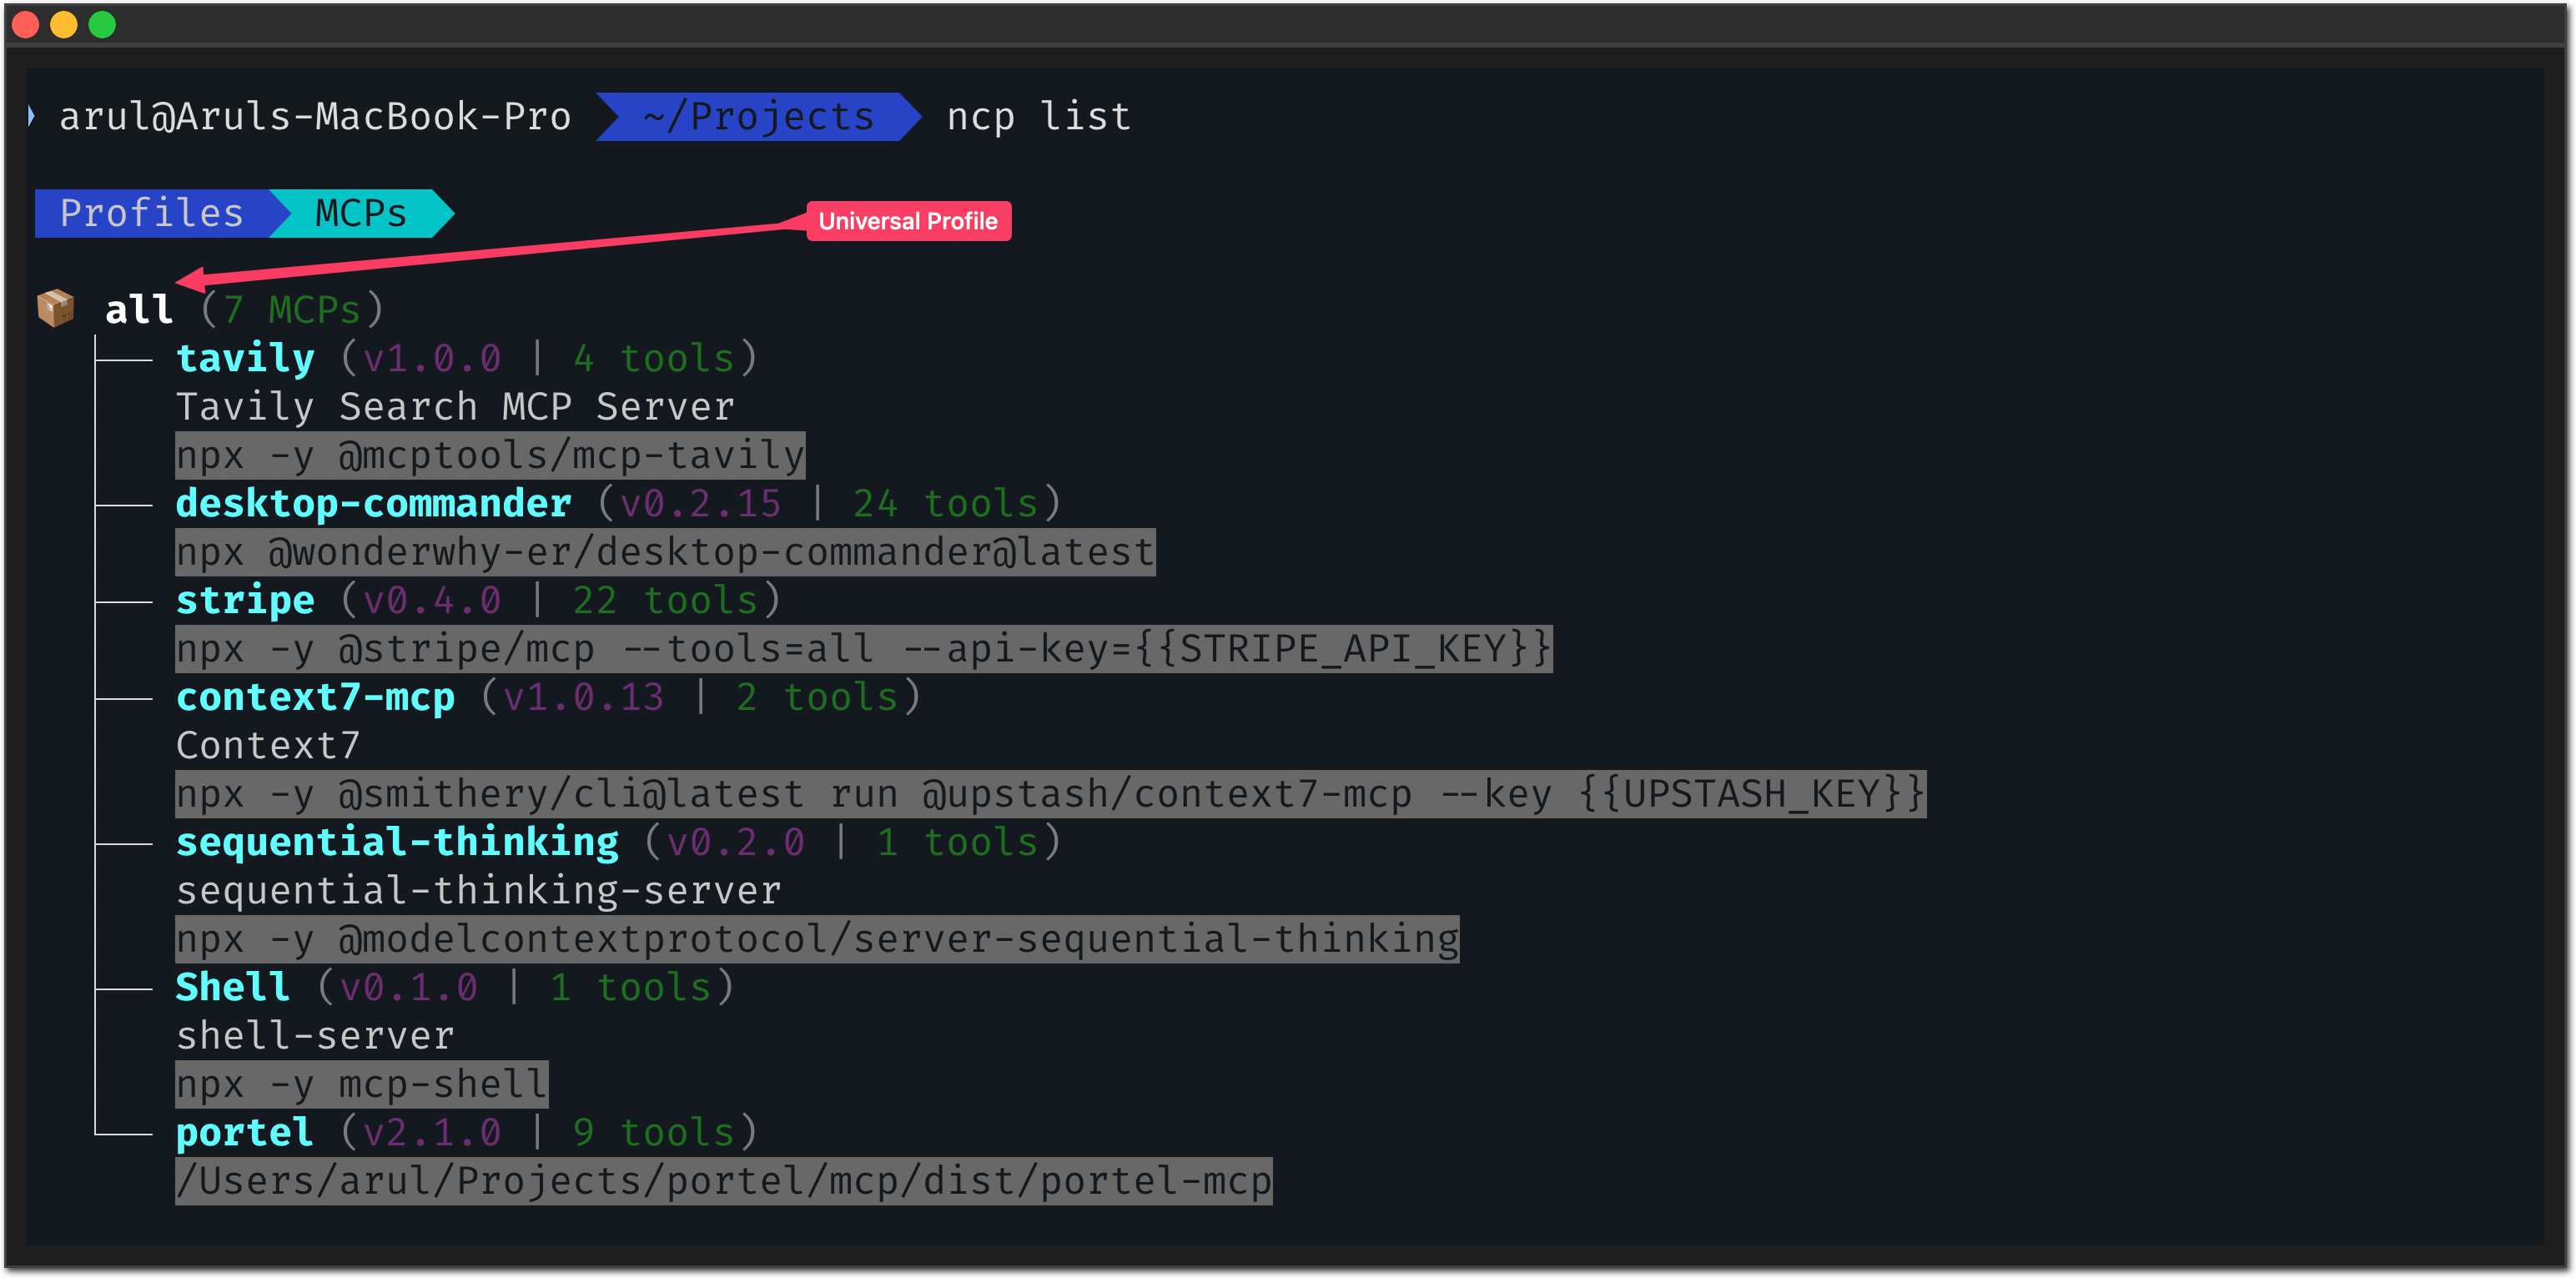 arul@Aruls-MacBook-Pro ~/Projects ncp list
Profiles MCPs
Universal Profile
all (7 MCPs)
tavily (v1.0.0 | 4 tools)
Tavily Search MCP Server
npx -y @mcptools/mcp-tavily
desktop-commander (v0.2.15 | 24 tools)
npx @wonderwhy-er/desktop-commander@latest
stripe (v0.4.0 | 22 tools)
npx -y @stripe/mcp --tools=all --api-key={{STRIPE_API_KEY}}
context7-mcp (v1.0.13 | 2 tools)
Context7
npx -y @smithery/cli@latest run @upstash/context7-mcp --key {{UPSTASH_KEY}}
sequential-thinking (v0.2.0 | 1 tools)
sequential-thinking-server
npx -y @modelcontextprotocol/server-sequential-thinking
Shell (v0.1.0 | 1 tools)
shell-server
npx -y mcp-shell
portel (v2.1.0 | 9 tools)
/Users/arul/Projects/portel/mcp/dist/portel-mcp